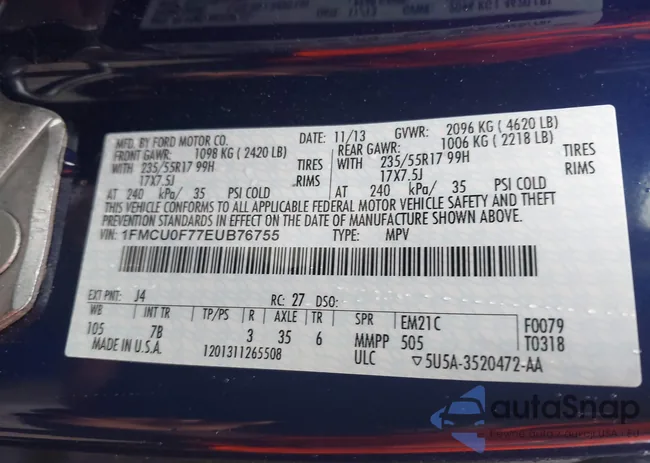 MFD. BY FORD MOTOR CO.
DATE: 11/13 GVWR: 2096 KG ( 4620 LB)
FRONT GAWR: 1098 KG ( 2420 LB)
REAR GAWR: 1006 KG ( 2218 LB)
WITH 235/55R17 99H TIRES
WITH 235/55R17 99H TIRES
17X7.5J RIMS
17X7.5J RIMS
AT 240 kPa/ 35 PSI COLD
AT 240 kPa/ 35 PSI COLD
THIS VEHICLE CONFORMS TO ALL APPLICABLE FEDERAL MOTOR VEHICLE SAFETY AND THEFT
PREVENTION STANDARDS IN EFFECT ON THE DATE OF MANUFACTURE SHOWN ABOVE.
VIN: 1FMCU0F77EUB76755 TYPE: MPV
EXT PNT: J4 RC: 27 DSO:
WB INT TR TP/PS R AXLE TR SPR EM21C F0079
105 7B 3 35 6 MMPP 505 T0318
MADE IN U.S.A. 1201311265508 ULC ▽5U5A-3520472-AA
autoSnap